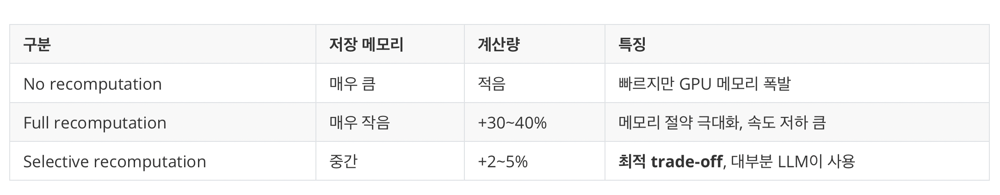 구분 저장 메모리 계산량 특징
No recomputation 매우 큼 적음 빠르지만 GPU 메모리 폭발
Full recomputation 매우 작음 +30~40% 메모리 절약 극대화, 속도 저하 큼
Selective recomputation 중간 +2~5% 최적 trade-off, 대부분 LLM이 사용